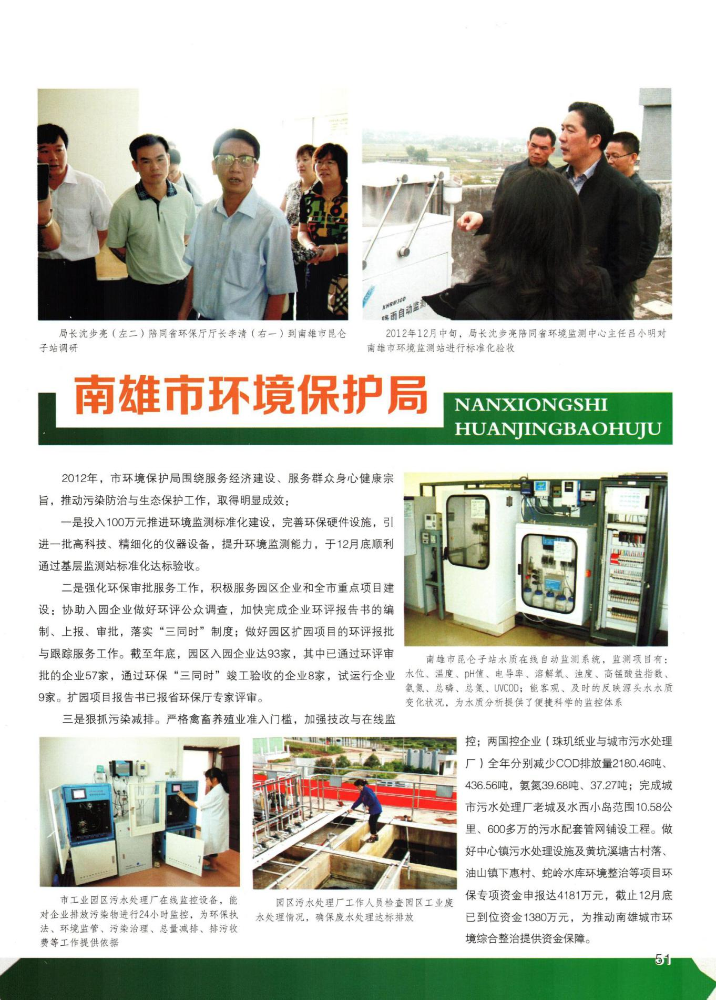 XHRM30D
降雨自动监测
局长沈步亮（左二）陪同省环保厅厅长李清（右一）到南雄市昆仑
子站调研
2012年12月中旬，局长沈步亮陪同省环境监测中心主任吕小明对
南雄市环境监测站进行标准化验收
南雄市环境保护局
NANXIONGSHI
HUANJINGBAOHUJU
2012年，市环境保护局围绕服务经济建设、服务群众身心健康宗
旨，推动污染防治与生态保护工作，取得明显成效：
一是投入100万元推进环境监测标准化建设，完善环保硬件设施，引
进一批高科技、精细化的仪器设备，提升环境监测能力，于12月底顺利
通过基层监测站标准化达标验收。
二是强化环保审批服务工作，积极服务园区企业和全市重点项目建
设：协助入园企业做好环评公众调查，加快完成企业环评报告书的编
制、上报、审批，落实“三同时”制度；做好园区扩园项目的环评报批
与跟踪服务工作。截至年底，园区入园企业达93家，其中已通过环评审
批的企业57家，通过环保“三同时”竣工验收的企业8家，试运行企业
9家。扩园项目报告书已报省环保厅专家评审。
三是狠抓污染减排。严格禽畜养殖业准入门槛，加强技改与在线监
南雄市昆仑子站水质在线自动监测系统，监测项目有：
水位、温度、pH值、电导率、溶解氧、浊度、高锰酸盐指数、
氨氮、总磷、总氮、UVCOD；能客观、及时的反映源头水水质
变化状况，为水质分析提供了便捷科学的监控体系
控；两国控企业（珠玑纸业与城市污水处理
厂）全年分别减少COD排放量2180.46吨、
436.56吨，氨氮39.68吨、37.27吨；完成城
市污水处理厂老城及水西小岛范围10.58公
里、600多万的污水配套管网铺设工程。做
好中心镇污水处理设施及黄坑溪塘古村落、
油山镇下惠村、蛇岭水库环境整治等项目环
保专项资金申报达4181万元，截止12月底
已到位资金1380万元，为推动南雄城市环
境综合整治提供资金保障。
市工业园区污水处理厂在线监控设备，能
对企业排放污染物进行24小时监控，为环保执
法、环境监管、污染治理、总量减排、排污收
费等工作提供依据
园区污水处理厂工作人员检查园区工业废
水处理情况，确保废水处理达标排放
51